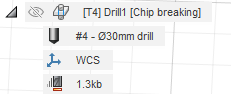 [T4] Drill1 [Chip breaking]
#4 - Ø30mm drill
WCS
1.3kb